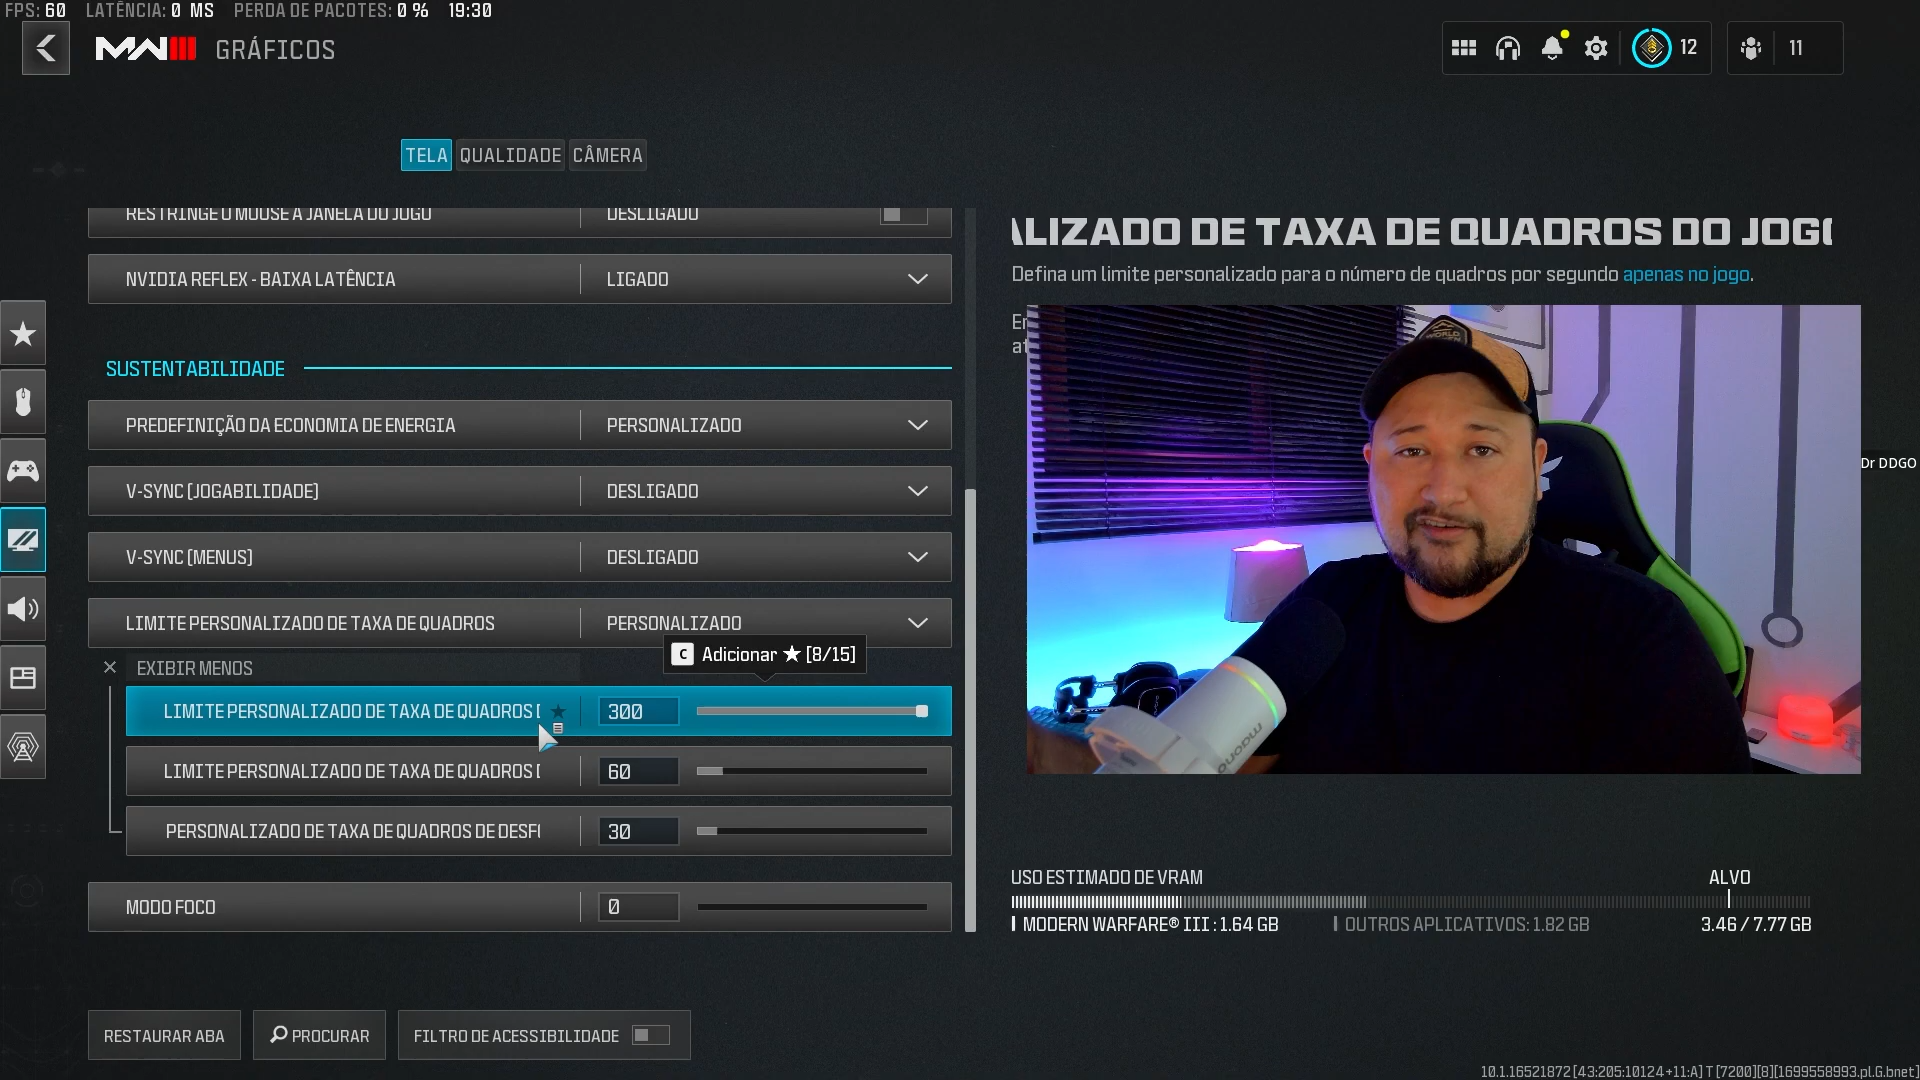 FPS: 60 LATÊNCIA: 0 MS PERDA DE PACOTES: 0 % 19:30
MWIII GRÁFICOS
12
11
TELA QUALIDADE CÂMERA
RESTRINGE O MOUSE À JANELA DO JOGO DESLIGADO
NVIDIA REFLEX - BAIXA LATÊNCIA LIGADO
SUSTENTABILIDADE
PREDEFINIÇÃO DA ECONOMIA DE ENERGIA PERSONALIZADO
V-SYNC (JOGABILIDADE) DESLIGADO
V-SYNC (MENUS) DESLIGADO
LIMITE PERSONALIZADO DE TAXA DE QUADROS PERSONALIZADO
C Adicionar ★ [8/15]
EXIBIR MENOS
LIMITE PERSONALIZADO DE TAXA DE QUADROS 300
LIMITE PERSONALIZADO DE TAXA DE QUADROS 60
PERSONALIZADO DE TAXA DE QUADROS DE DESF 30
MODO FOCO 0
RESTAURAR ABA PROCURAR FILTRO DE ACESSIBILIDADE
ALIZADO DE TAXA DE QUADROS DO JOGO
Defina um limite personalizado para o número de quadros por segundo apenas no jogo.
Dr DDGO
maono
USO ESTIMADO DE VRAM ALVO
MODERN WARFARE® III : 1.64 GB OUTROS APLICATIVOS: 1.82 GB 3.46 / 7.77 GB
10.1.16521872 [43:205:10124+11:A] T [7200][8][1699558993.pl.G.bnet]